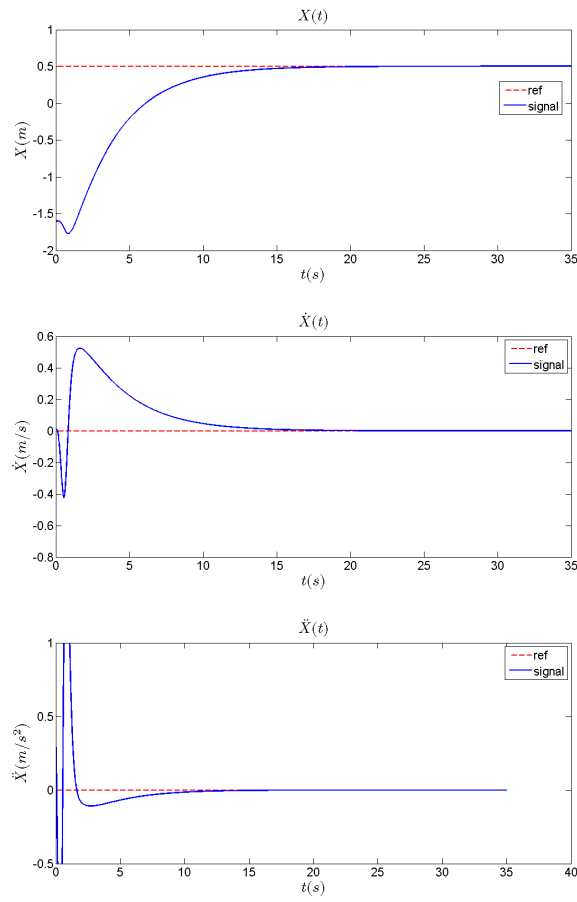 X(t)
1
0.5
0
-0.5
-1
-1.5
-2
X(m)
ref
signal
0 5 10 15 20 25 30 35
t(s)
Ẋ(t)
0.6
0.4
0.2
0
-0.2
-0.4
-0.6
-0.8
Ẋ(m/s)
ref
signal
0 5 10 15 20 25 30 35
t(s)
Ẍ(t)
1
0.5
0
-0.5
Ẍ(m/s²)
ref
signal
0 5 10 15 20 25 30 35 40
t(s)